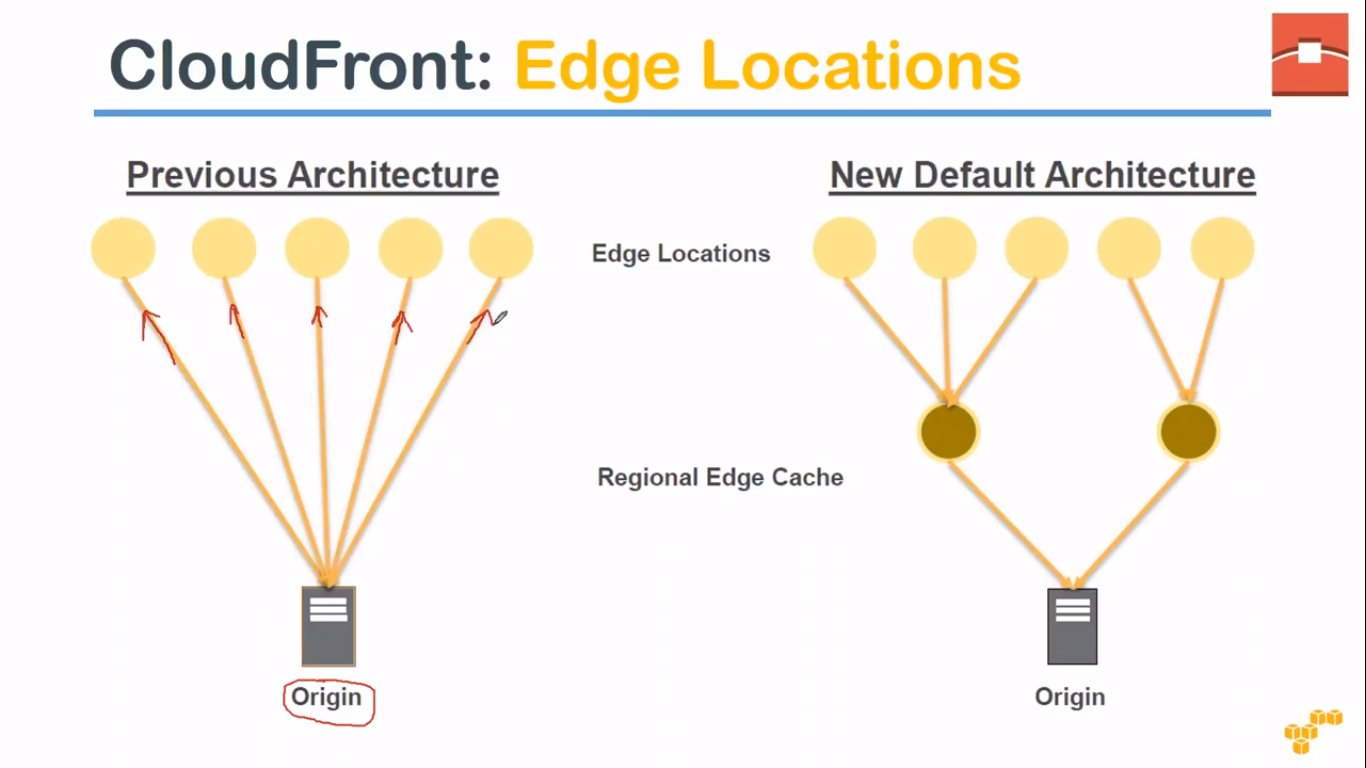 CloudFront: Edge Locations
Previous Architecture
New Default Architecture
Edge Locations
Regional Edge Cache
Origin
Origin